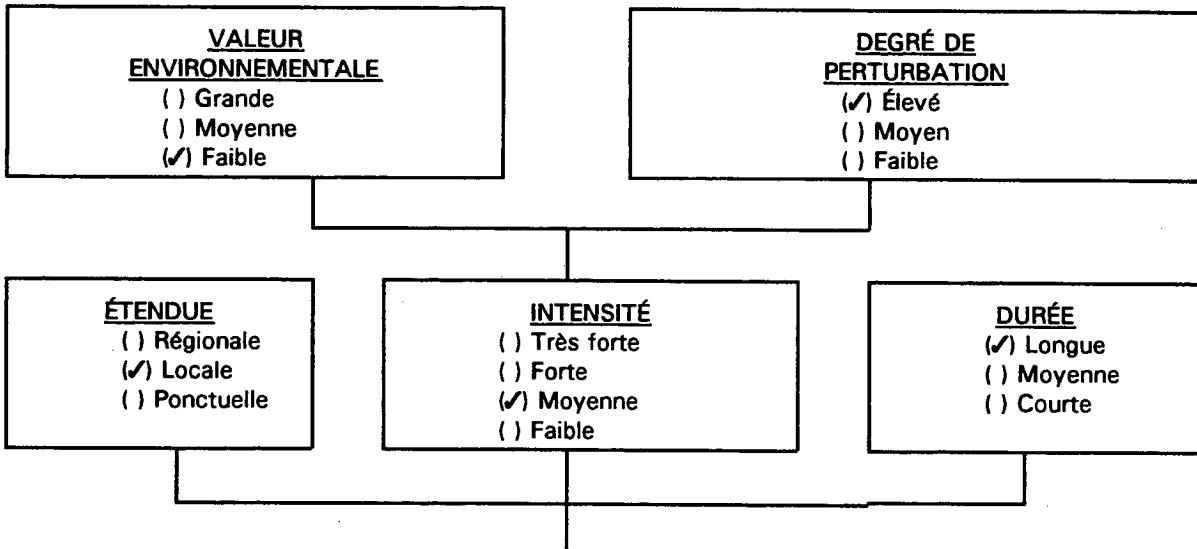 VALEUR
ENVIRONNEMENTALE
( ) Grande
( ) Moyenne
(✓) Faible
DEGRÉ DE
PERTURBATION
(✓) Élevé
( ) Moyen
( ) Faible
ÉTENDUE
( ) Régionale
(✓) Locale
( ) Ponctuelle
INTENSITÉ
( ) Très forte
( ) Forte
(✓) Moyenne
( ) Faible
DURÉE
(✓) Longue
( ) Moyenne
( ) Courte